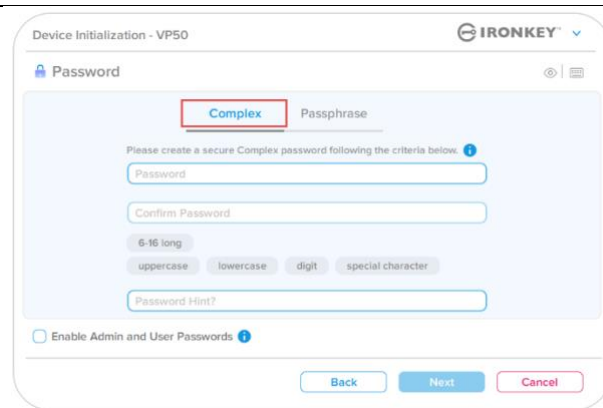 Device Initialization - VP50
IRONKEY™
Password
Complex Passphrase
Please create a secure Complex password following the criteria below.
Password
Confirm Password
6-16 long
uppercase lowercase digit special character
Password Hint?
Enable Admin and User Passwords
Back Next Cancel